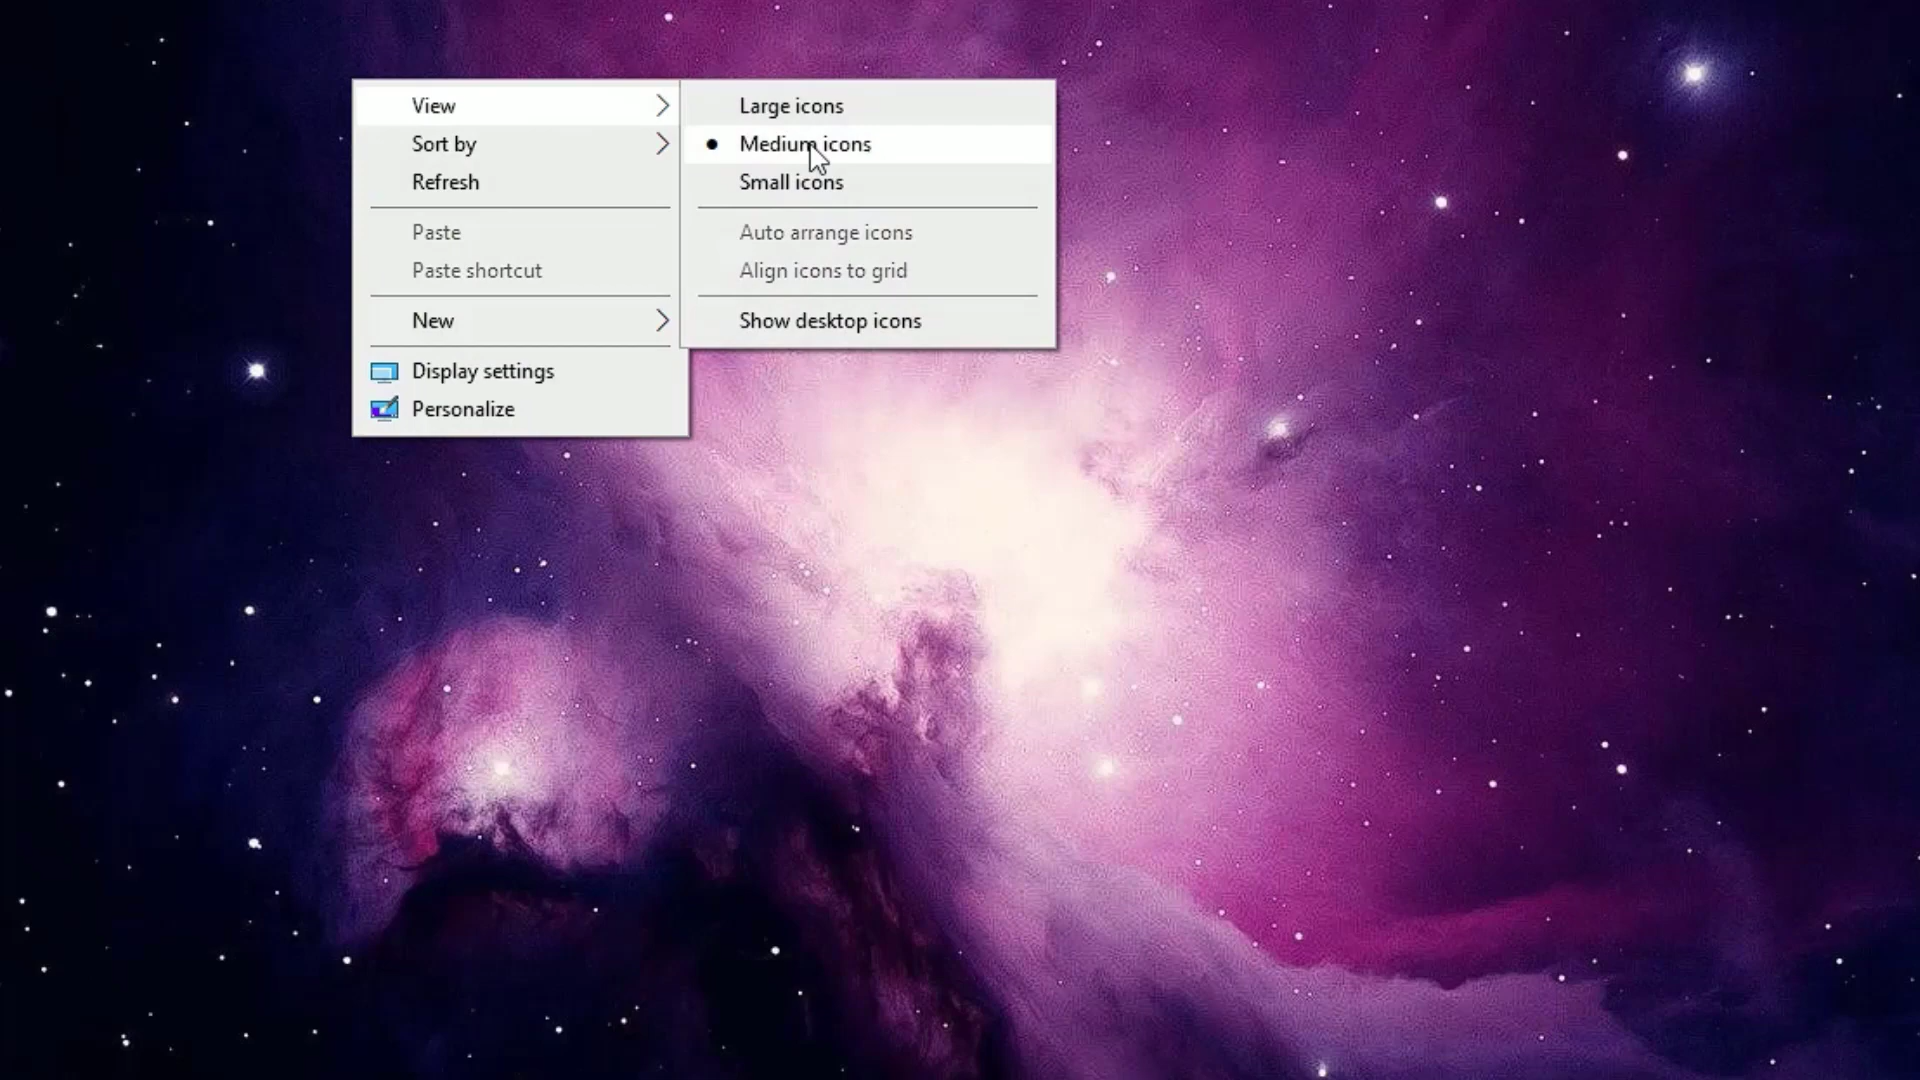 View
Sort by
Refresh
Paste
Paste shortcut
New
Display settings
Personalize
Large icons
Medium icons
Small icons
Auto arrange icons
Align icons to grid
Show desktop icons